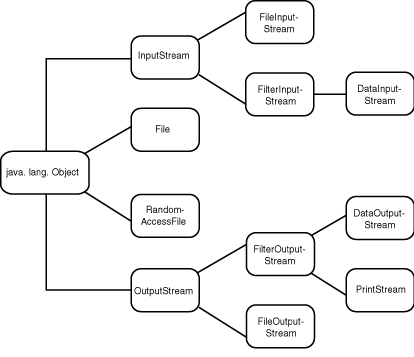 FileInput-
Stream
InputStream
FilterInput-
Stream
DataInput-
Stream
File
java. lang. Object
Random-
AccessFile
DataOutput-
Stream
FilterOutput-
Stream
OutputStream
PrintStream
FileOutput-
Stream